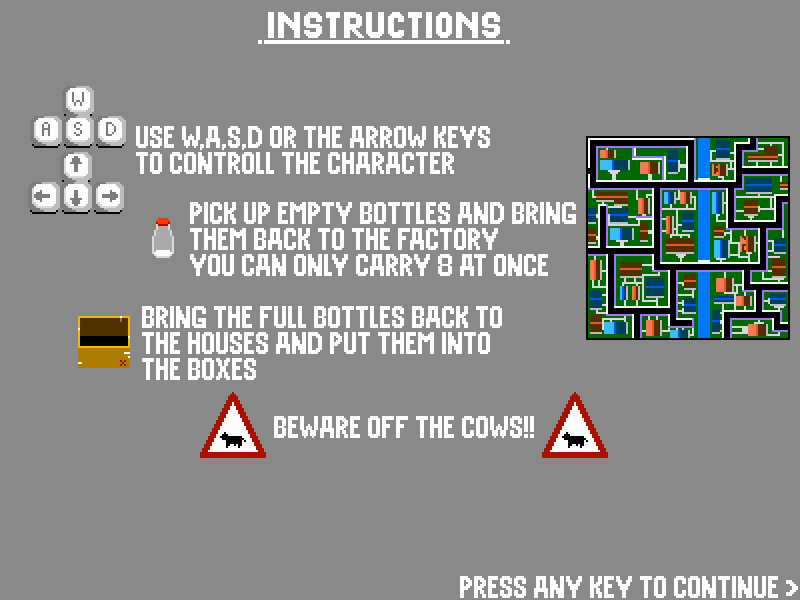 INSTRUCTIONS
W
A S D
USE W,A,S,D OR THE ARROW KEYS
TO CONTROLL THE CHARACTER
PICK UP EMPTY BOTTLES AND BRING
THEM BACK TO THE FACTORY
YOU CAN ONLY CARRY 8 AT ONCE
BRING THE FULL BOTTLES BACK TO
THE HOUSES AND PUT THEM INTO
THE BOXES
BEWARE OFF THE COWS!!
PRESS ANY KEY TO CONTINUE >